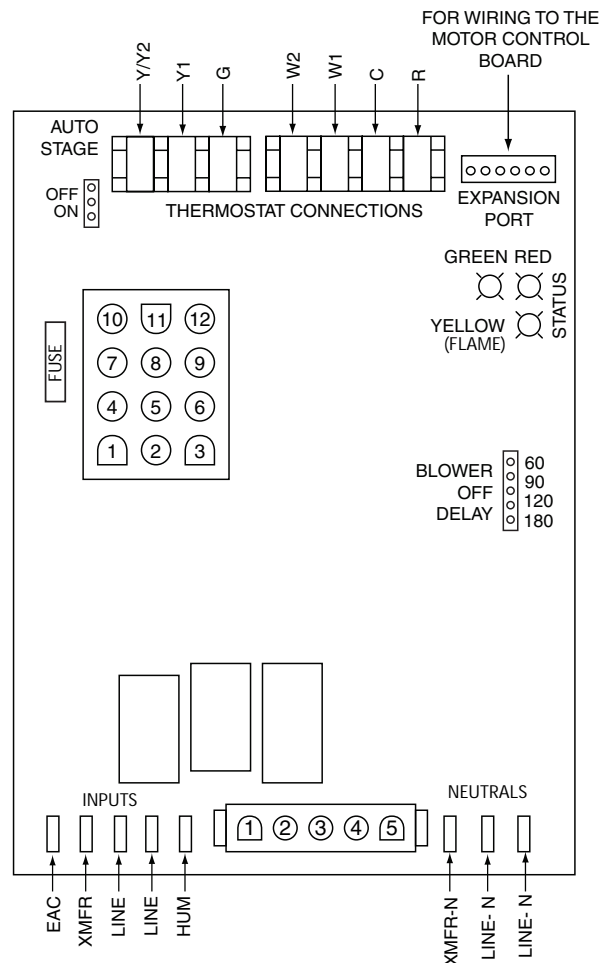 FOR WIRING TO THE
MOTOR CONTROL
BOARD
Y/Y2
Y1
G
W2
W1
C
R
AUTO
STAGE
OFF
ON
THERMOSTAT CONNECTIONS
EXPANSION
PORT
GREEN RED
YELLOW
(FLAME)
STATUS
FUSE
10 11 12
7 8 9
4 5 6
1 2 3
BLOWER
OFF
DELAY
60
90
120
180
INPUTS
NEUTRALS
1 2 3 4 5
EAC
XMFR
LINE
LINE
HUM
XMFR-N
LINE- N
LINE- N